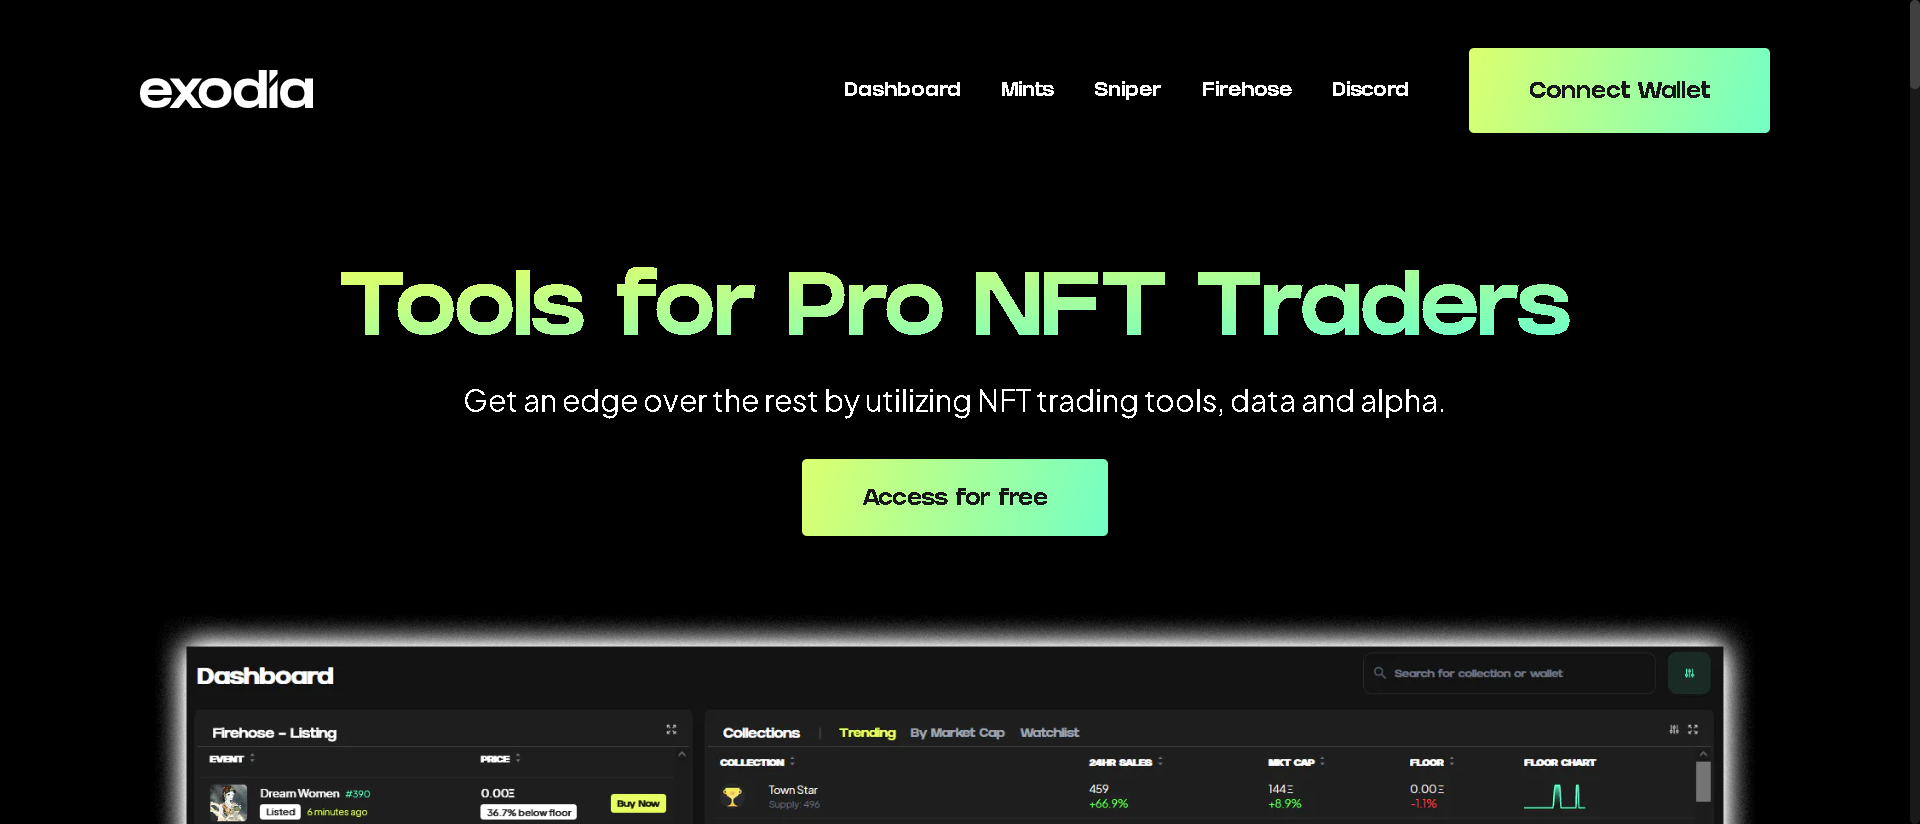 exodia
Dashboard Mints Sniper Firehose Discord Connect Wallet
Tools for Pro NFT Traders
Get an edge over the rest by utilizing NFT trading tools, data and alpha.
Access for free
Dashboard
Search for collection or wallet
Firehose - Listing
EVENT PRICE
Dream Women #390 0.00Ξ
Listed 6 minutes ago 36.7% below floor Buy Now
Collections | Trending By Market Cap Watchlist
COLLECTION 24HR SALES MKT CAP FLOOR FLOOR CHART
Town Star 459 144Ξ 0.00Ξ
Supply: 496 +66.9% +8.9% -1.1%